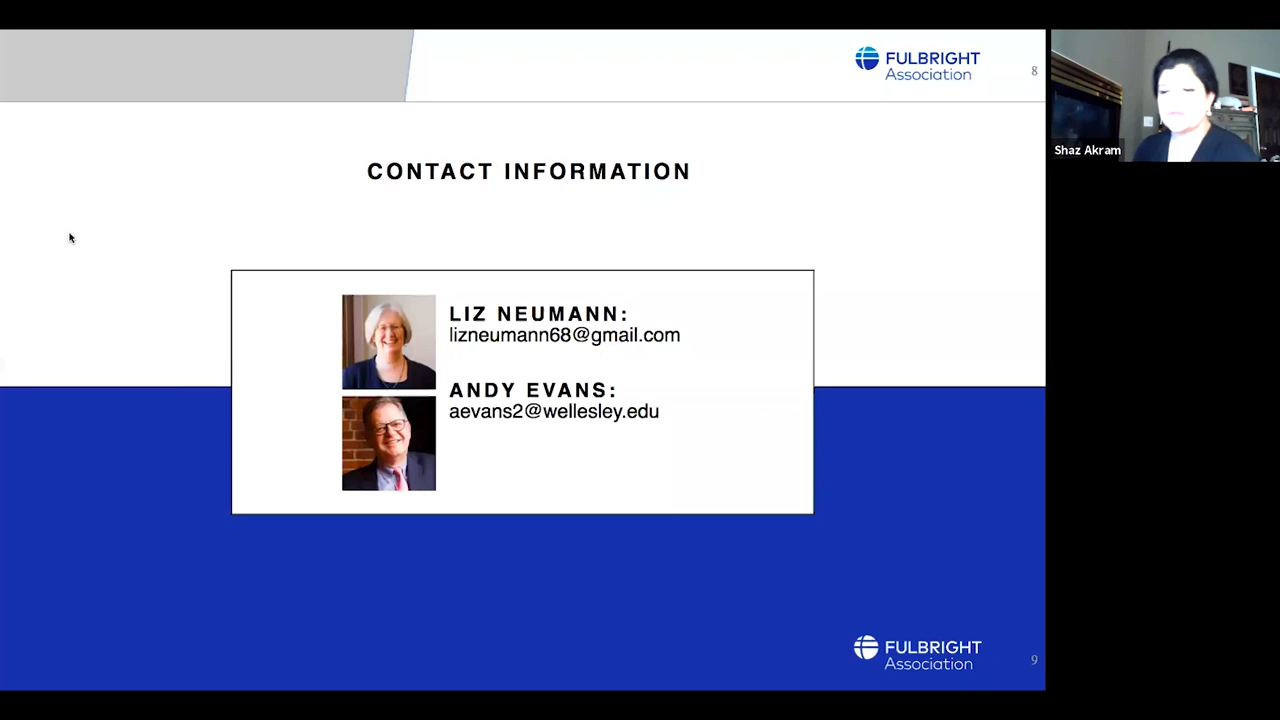 FULBRIGHT
Association
8
Shaz Akram
CONTACT INFORMATION
LIZ NEUMANN:
lizneumann68@gmail.com
ANDY EVANS:
aevans2@wellesley.edu
FULBRIGHT
Association
9